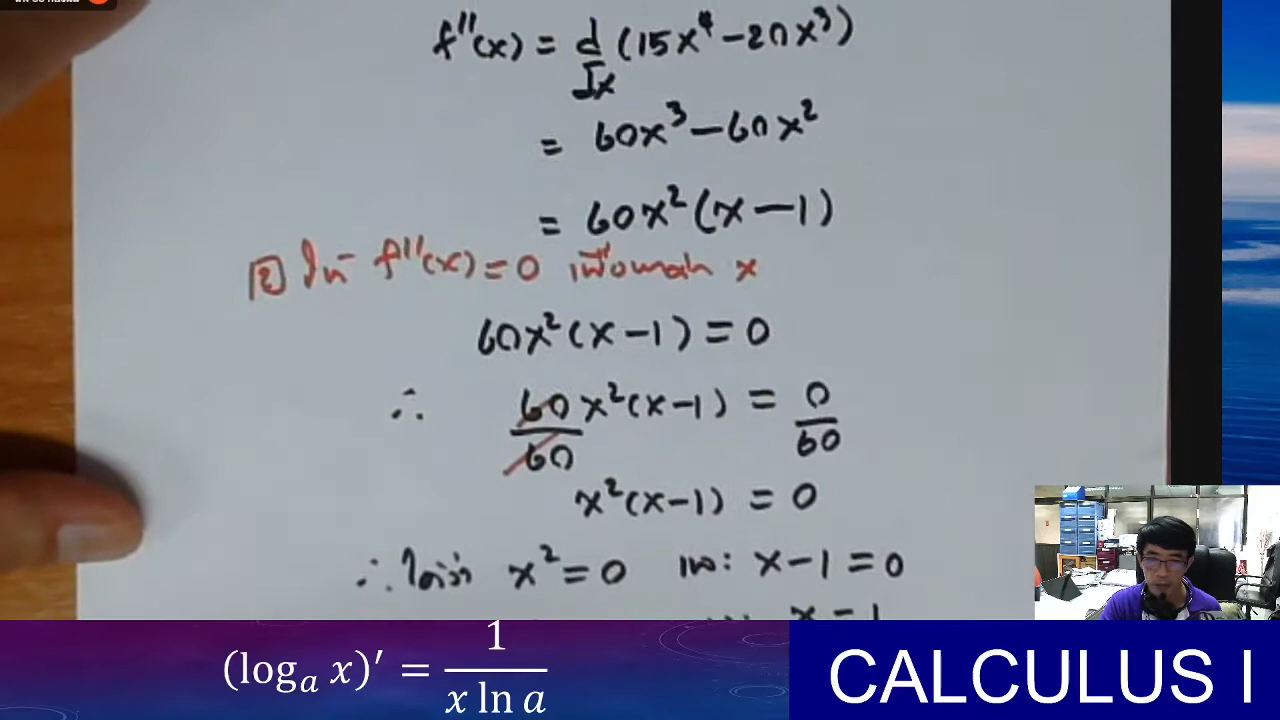 f''(x) = d/dx (15x⁴ − 20x³)
= 60x³ − 60x²
= 60x²(x − 1)
[2] ให้ f''(x) = 0 เพื่อหาค่า x
60x²(x − 1) = 0
∴ 60x²(x − 1)/60 = 0/60
x²(x − 1) = 0
∴ ได้ว่า x² = 0 และ x − 1 = 0
(logₐ x)′ = 1/(x ln a)
CALCULUS I